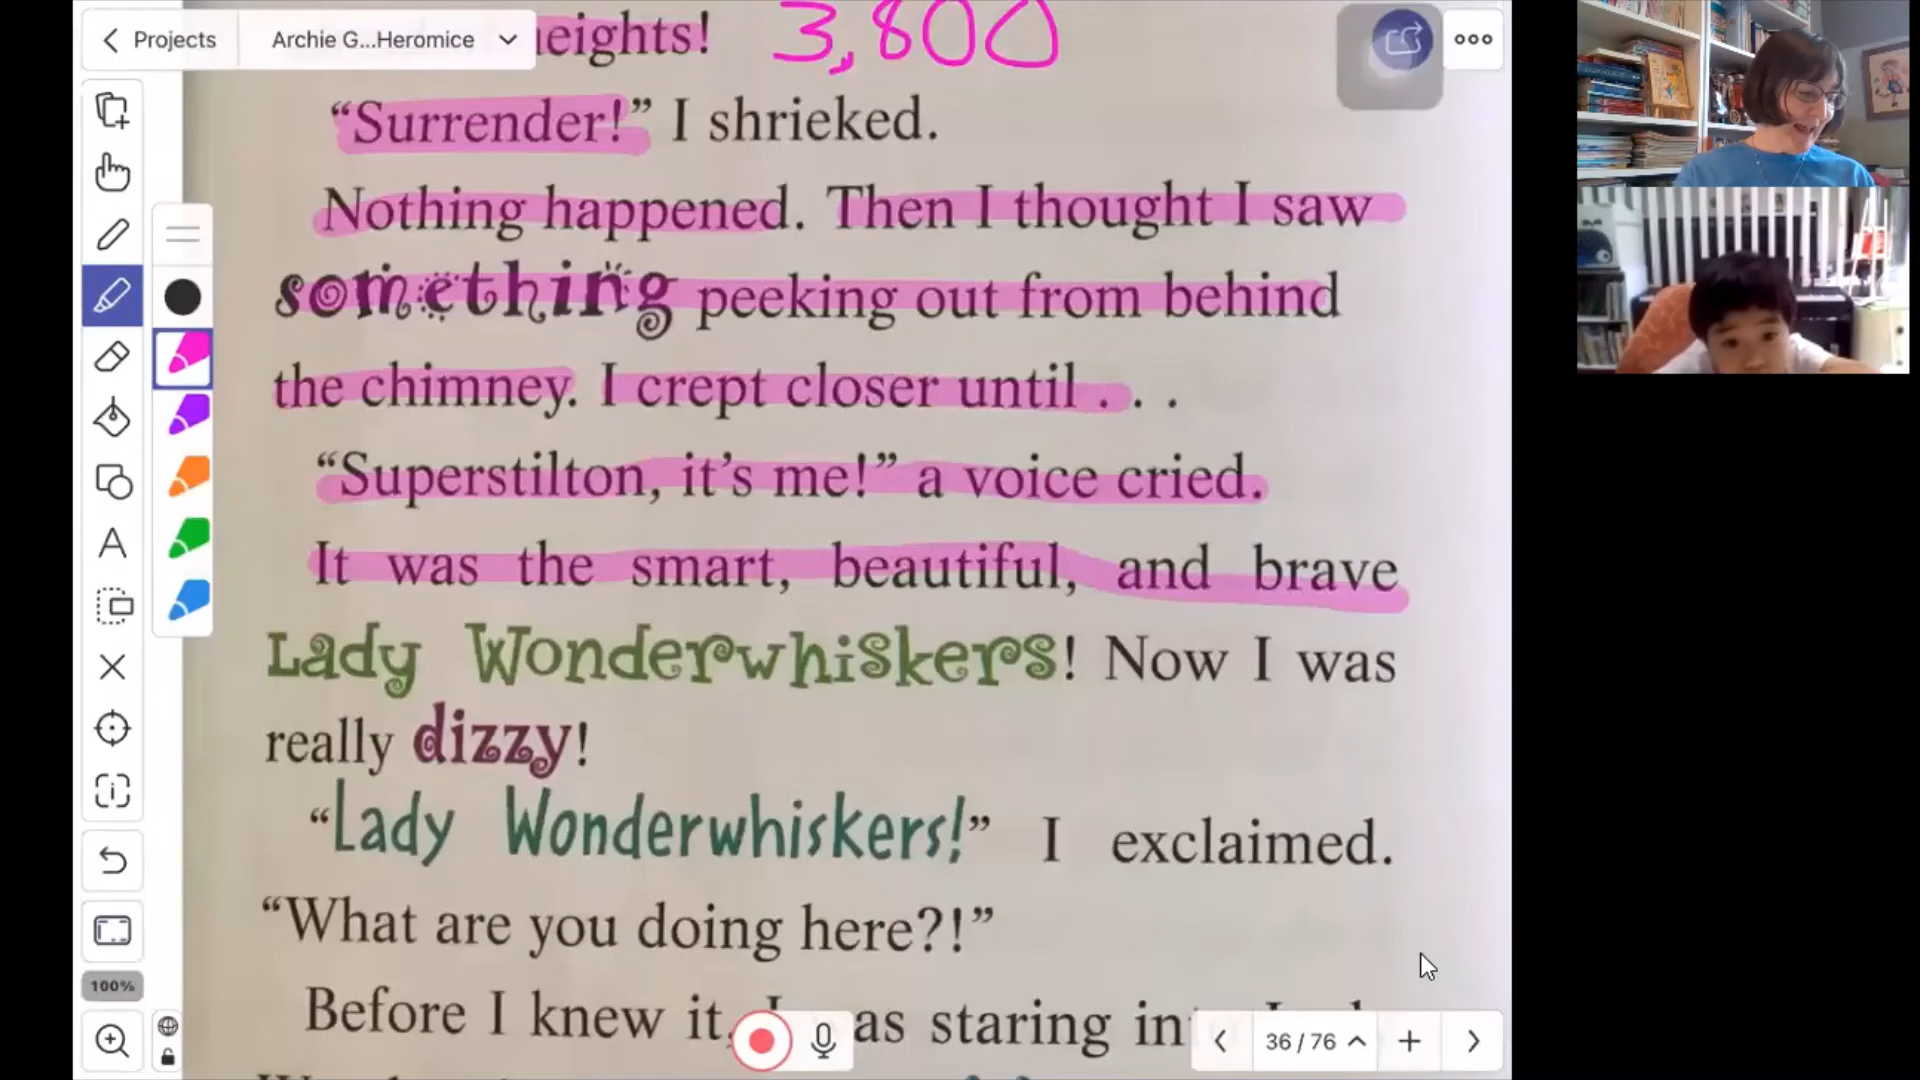 Projects
Archie G...Heromice
eights! 3,800
“Surrender!” I shrieked.
Nothing happened. Then I thought I saw
something peeking out from behind
the chimney. I crept closer until . . .
“Superstilton, it’s me!” a voice cried.
It was the smart, beautiful, and brave
Lady Wonderwhiskers! Now I was
really dizzy!
“Lady Wonderwhiskers!” I exclaimed.
“What are you doing here?!”
Before I knew it, I was staring in
100%
36 / 76